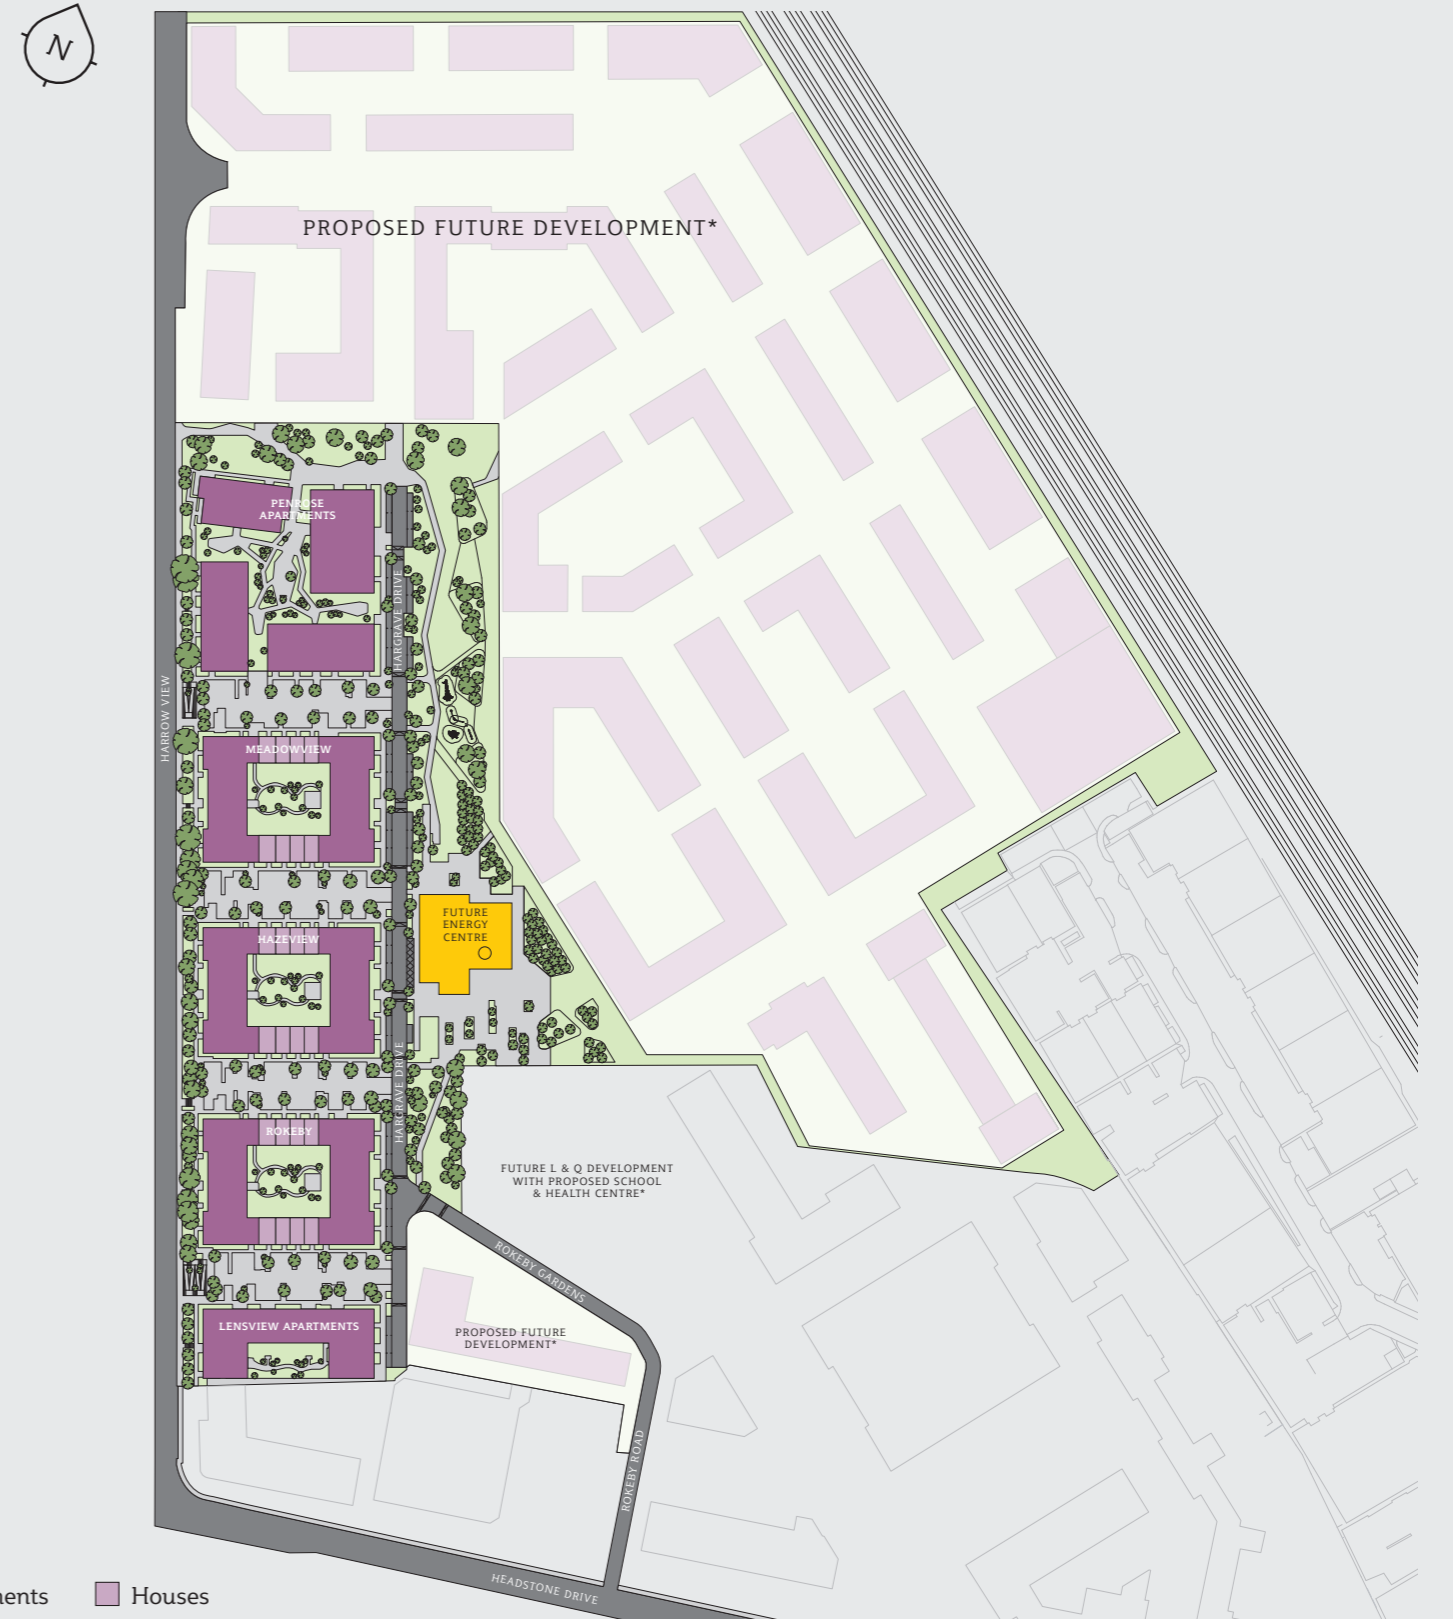 N
PROPOSED FUTURE DEVELOPMENT*
PENROSE
APARTMENTS
HARGRAVE DRIVE
HARROW VIEW
MEADOWVIEW
FUTURE
ENERGY
CENTRE
HAZEVIEW
HARGRAVE DRIVE
ROKEBY
FUTURE L & Q DEVELOPMENT
WITH PROPOSED SCHOOL
& HEALTH CENTRE*
ROKEBY GARDENS
LENSVIEW APARTMENTS
PROPOSED FUTURE
DEVELOPMENT*
ROKEBY ROAD
HEADSTONE DRIVE
ments
Houses